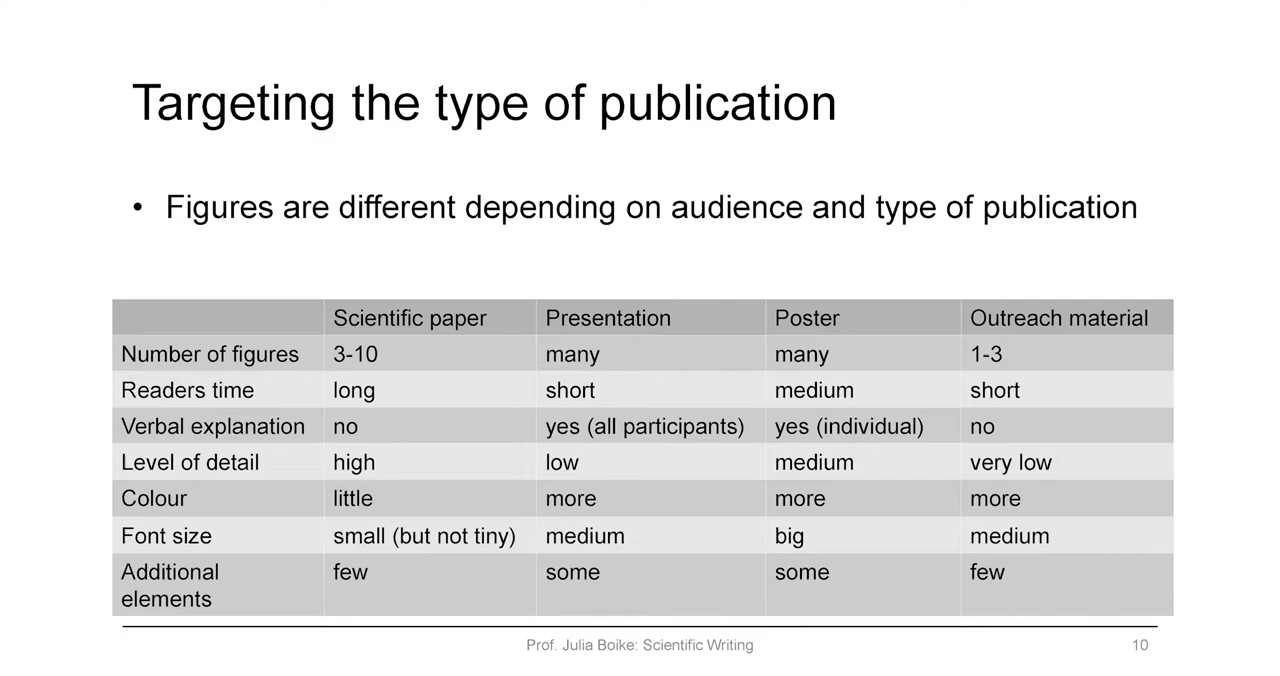 Targeting the type of publication
• Figures are different depending on audience and type of publication
Scientific paper Presentation Poster Outreach material
Number of figures 3-10 many many 1-3
Readers time long short medium short
Verbal explanation no yes (all participants) yes (individual) no
Level of detail high low medium very low
Colour little more more more
Font size small (but not tiny) medium big medium
Additional few some some few
elements
Prof. Julia Boike: Scientific Writing 10